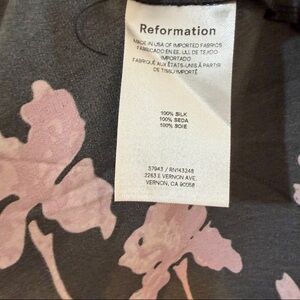 Reformation
MADE IN USA OF IMPORTED FABRICS
FABRICADO EN EE. UU. DE TEJIDO
IMPORTADO
FABRIQUÉ AUX ÉTATS-UNIS À PARTIR
DE TISSU IMPORTÉ
100% SILK
100% SEDA
100% SOIE
57943 / RN143248
2263 E VERNON AVE.
VERNON, CA 90058